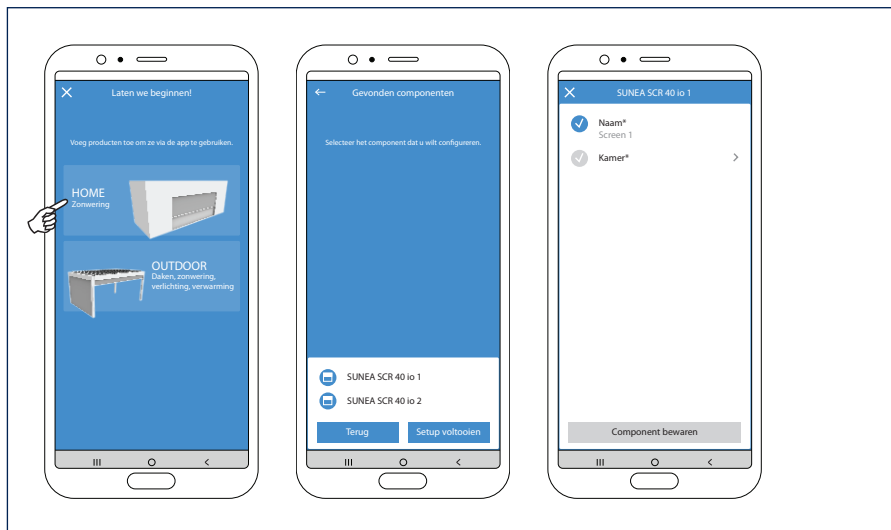 Laten we beginnen!
Voeg producten toe om ze via de app te gebruiken.
HOME
Zonwering
OUTDOOR
Daken, zonwering,
verlichting, verwarming
Gevonden componenten
Selecteer het component dat u wilt configureren.
SUNEA SCR 40 io 1
SUNEA SCR 40 io 2
Terug
Setup voltooien
SUNEA SCR 40 io 1
Naam*
Screen 1
Kamer*
Component bewaren